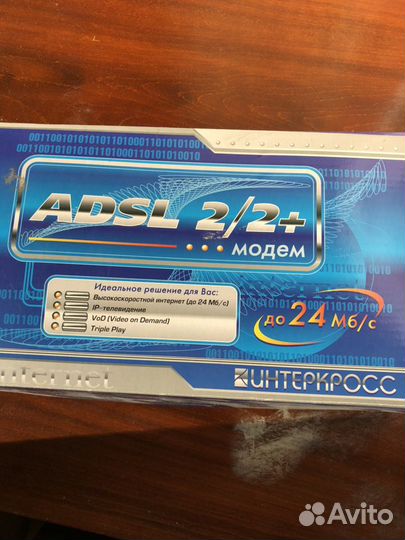 ADSL 2/2+
модем
Идеальное решение для Вас:
Высокоскоростной интернет (до 24 Мб/с)
IP-телевидение
VoD (Video on Demand)
Triple Play
до 24 Мб/с
ИНТЕРКРОСС
Avito